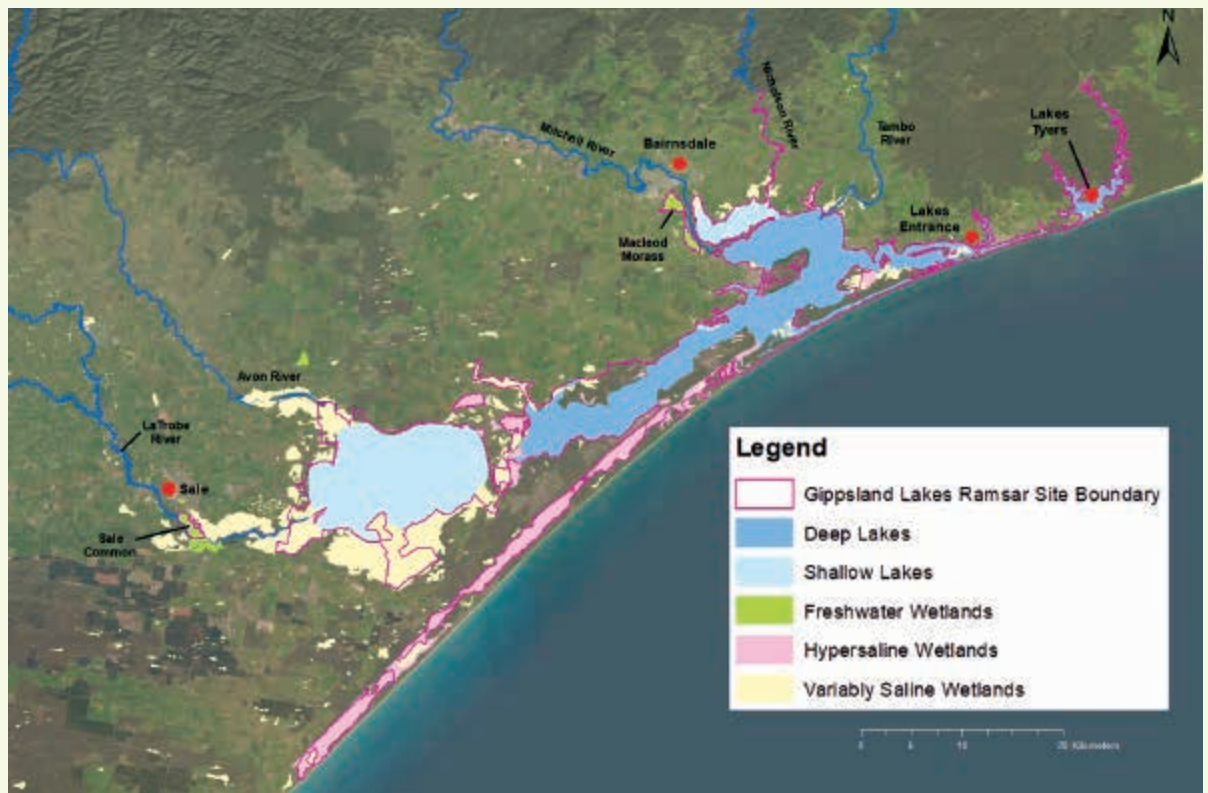 N
Nicholson River
Lakes
Tyers
Mitchell River
Bairnsdale
Tambo
River
Lakes
Entrance
Macleod
Morass
Avon River
LaTrobe
River
Sale
Sale
Common
Legend
Gippsland Lakes Ramsar Site Boundary
Deep Lakes
Shallow Lakes
Freshwater Wetlands
Hypersaline Wetlands
Variably Saline Wetlands
0 5 10 20 Kilometers